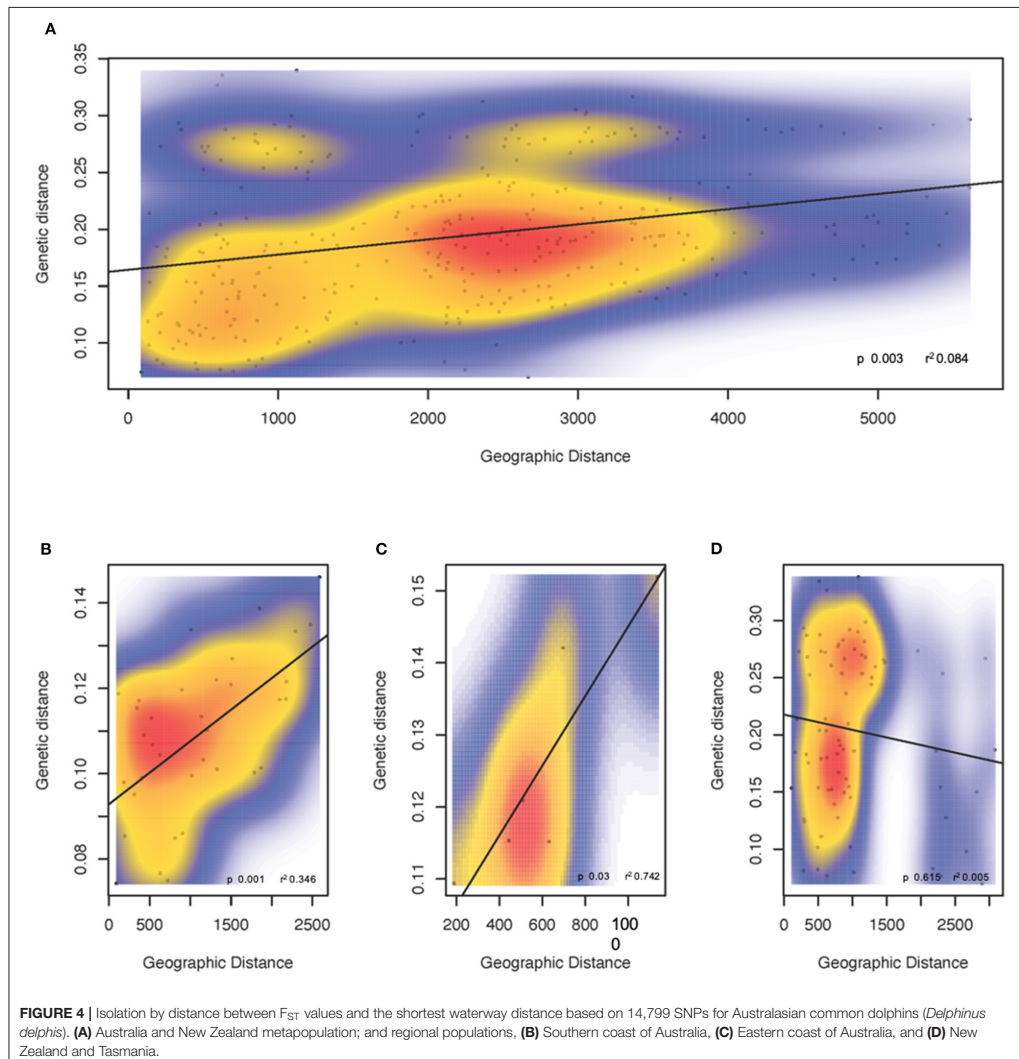 A
Genetic distance
0.35
0.30
0.25
0.20
0.15
0.10
p 0.003 r² 0.084
0 1000 2000 3000 4000 5000
Geographic Distance
B
Genetic distance
0.14
0.12
0.10
0.08
p 0.001 r² 0.346
0 500 1500 2500
Geographic Distance
C
Genetic distance
0.15
0.14
0.13
0.12
0.11
p 0.03 r² 0.742
200 400 600 800 100
0
Geographic Distance
D
Genetic distance
0.30
0.25
0.20
0.15
0.10
p 0.615 r² 0.005
0 500 1500 2500
Geographic Distance
FIGURE 4 | Isolation by distance between FST values and the shortest waterway distance based on 14,799 SNPs for Australasian common dolphins (Delphinus
delphis). (A) Australia and New Zealand metapopulation; and regional populations, (B) Southern coast of Australia, (C) Eastern coast of Australia, and (D) New
Zealand and Tasmania.